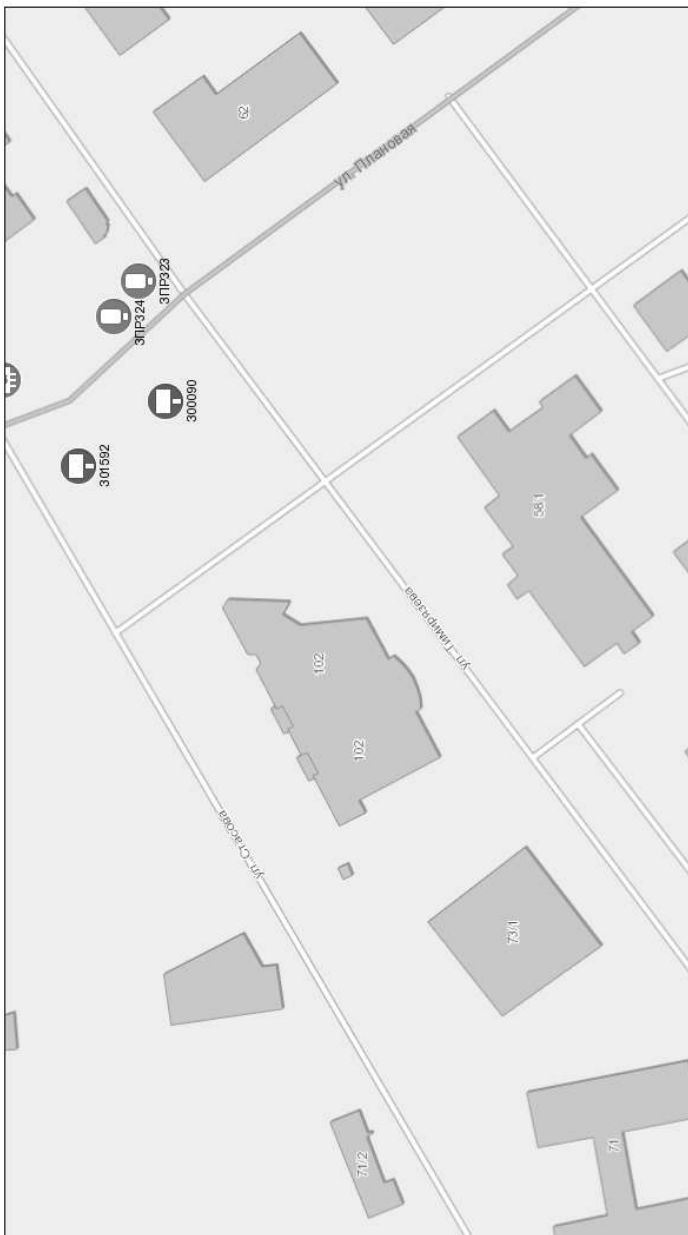 62
ул. Плановая
ЗПР323
ЗПР324
300090
301592
58/1
ул. Тимирязева
102
102
ул. Стасова
73/1
71/2
71